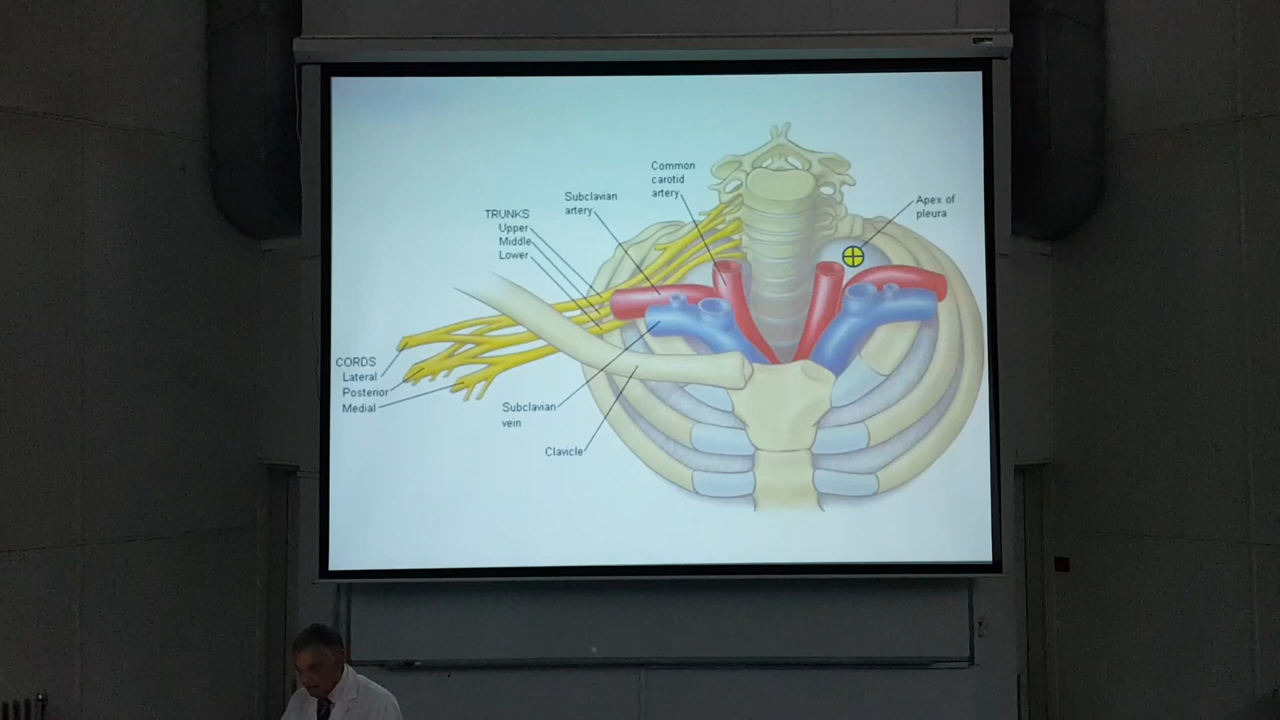 Common
carotid
artery
Subclavian
artery
Apex of
pleura
TRUNKS
Upper
Middle
Lower
CORDS
Lateral
Posterior
Medial
Subclavian
vein
Clavicle